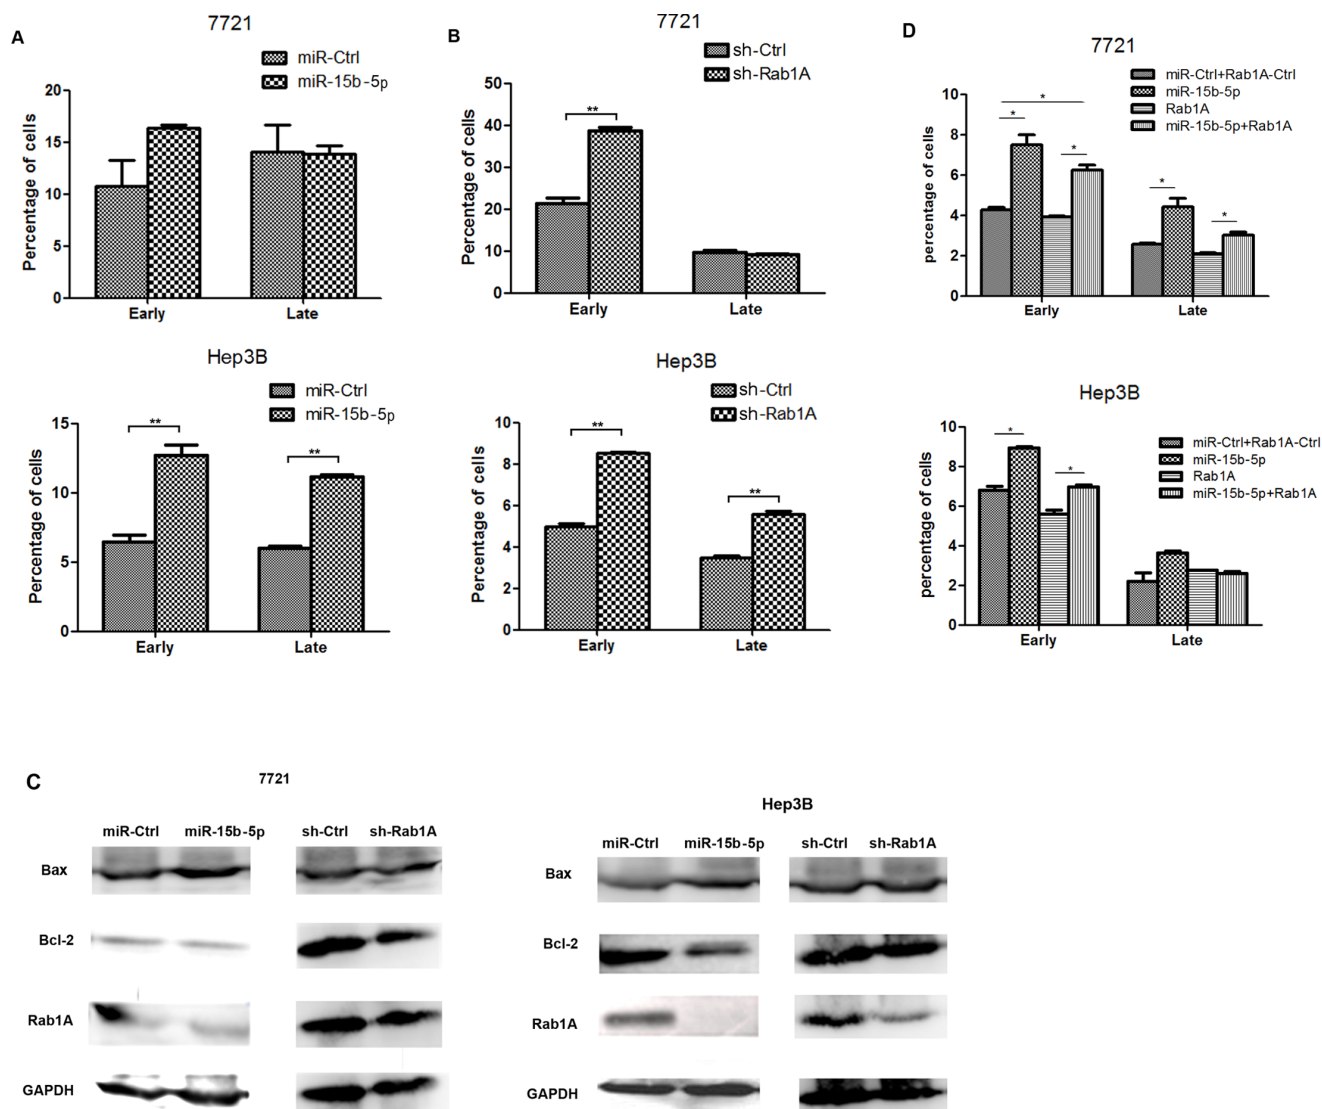 A
7721
miR-Ctrl
miR-15b-5p
Percentage of cells
20
15
10
5
0
Early Late
Hep3B
miR-Ctrl
miR-15b-5p
Percentage of cells
15
10
5
0
** **
Early Late
B
7721
sh-Ctrl
sh-Rab1A
Percentage of cells
50
40
30
20
10
0
**
Early Late
Hep3B
sh-Ctrl
sh-Rab1A
Percentage of cells
10
8
6
4
2
0
** **
Early Late
D
7721
miR-Ctrl+Rab1A-Ctrl
miR-15b-5p
Rab1A
miR-15b-5p+Rab1A
percentage of cells
10
8
6
4
2
0
*
* * * *
Early Late
Hep3B
miR-Ctrl+Rab1A-Ctrl
miR-15b-5p
Rab1A
miR-15b-5p+Rab1A
percentage of cells
10
8
6
4
2
0
* *
Early Late
C
7721
miR-Ctrl miR-15b-5p sh-Ctrl sh-Rab1A
Bax
Bcl-2
Rab1A
GAPDH
Hep3B
miR-Ctrl miR-15b-5p sh-Ctrl sh-Rab1A
Bax
Bcl-2
Rab1A
GAPDH